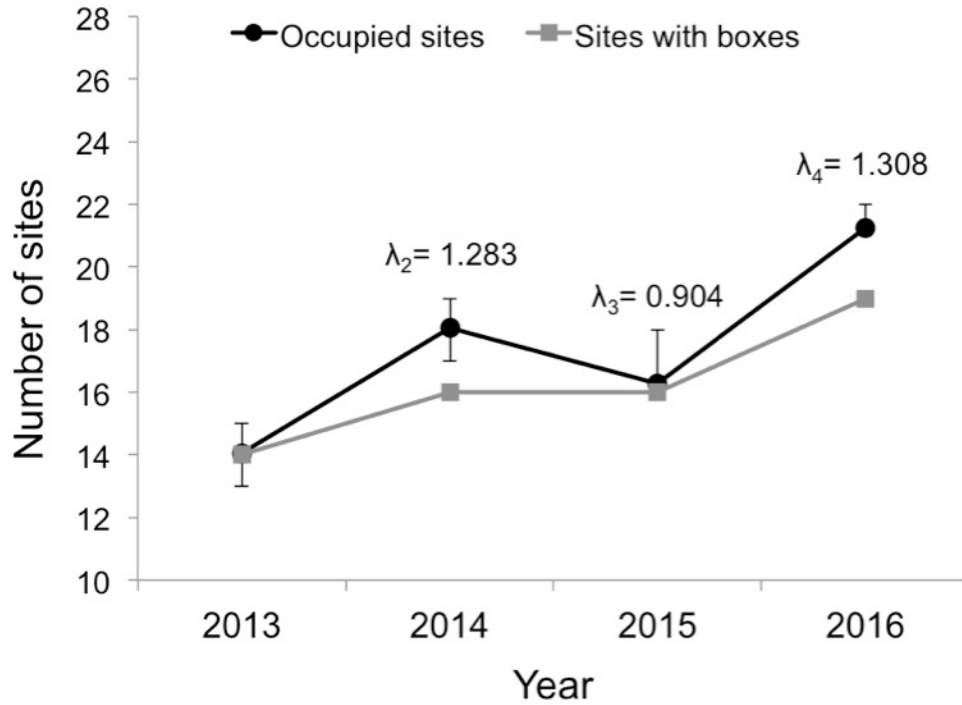 28
Occupied sites Sites with boxes
26
24
λ4= 1.308
22
λ2= 1.283
20
λ3= 0.904
18
16
14
12
10
Number of sites
2013 2014 2015 2016
Year